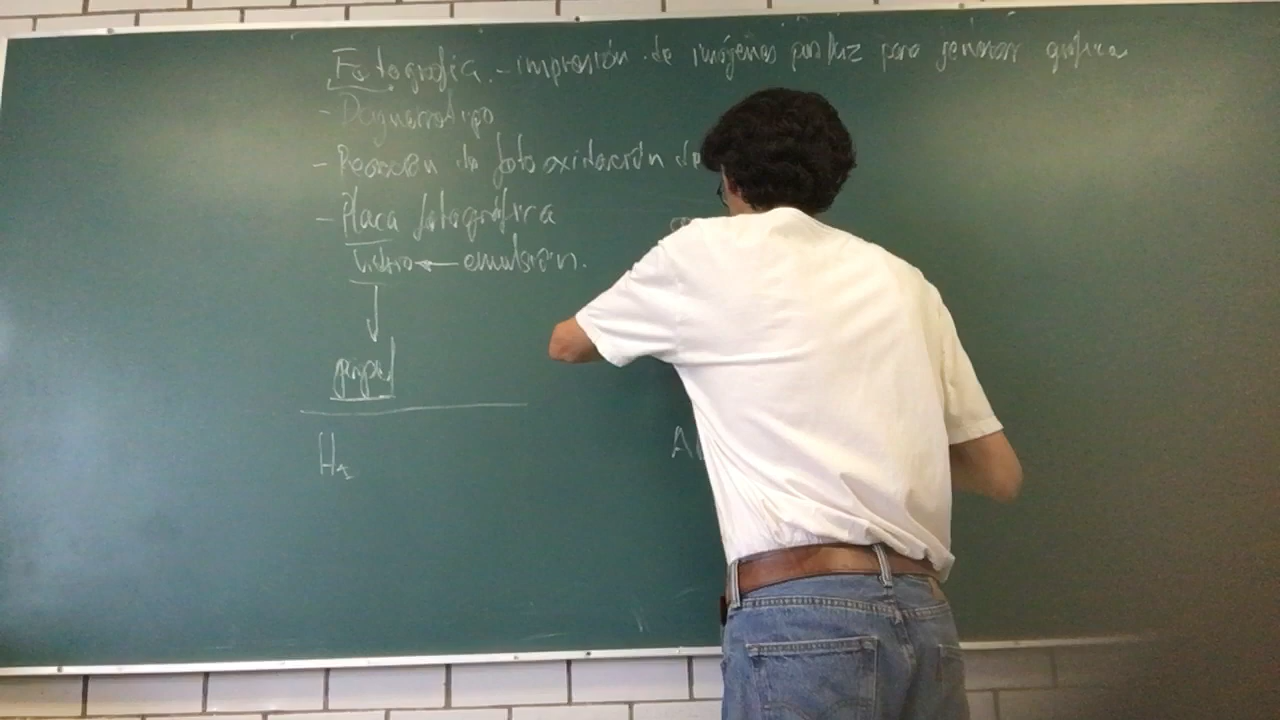 Fotografía.- impresión de imágenes por luz para generar gráfica
- Daguerrotipo
- Reacción de foto oxidación de
- Placa fotográfica
vidrio ← emulsión.
↓
papel
H₂
A